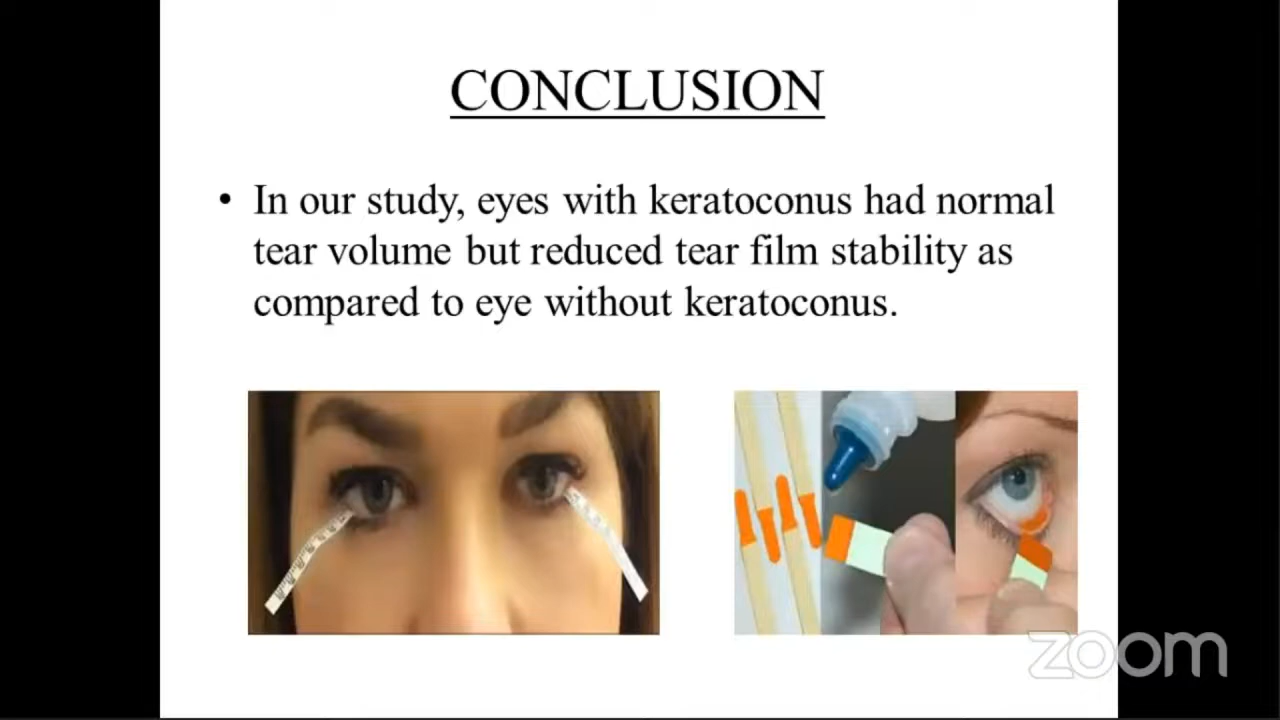 CONCLUSION
• In our study, eyes with keratoconus had normal
tear volume but reduced tear film stability as
compared to eye without keratoconus.
zoom